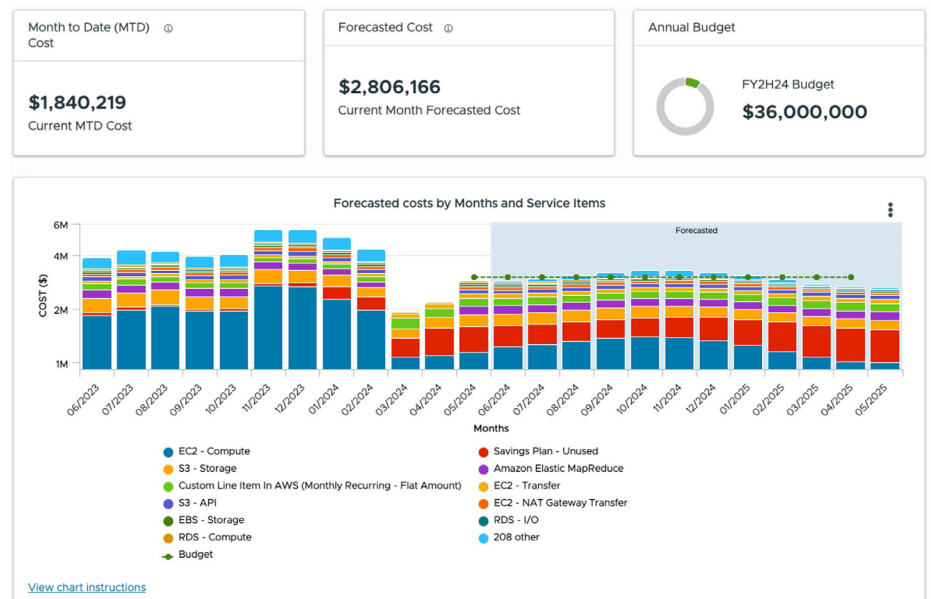 Month to Date (MTD)
Cost
$1,840,219
Current MTD Cost
Forecasted Cost
$2,806,166
Current Month Forecasted Cost
Annual Budget
FY2H24 Budget
$36,000,000
Forecasted costs by Months and Service Items
Forecasted
COST ($)
6M
4M
2M
1M
06/2023
07/2023
08/2023
09/2023
10/2023
11/2023
12/2023
01/2024
02/2024
03/2024
04/2024
05/2024
06/2024
07/2024
08/2024
09/2024
10/2024
11/2024
12/2024
01/2025
02/2025
03/2025
04/2025
05/2025
Months
EC2 - Compute
Savings Plan - Unused
S3 - Storage
Amazon Elastic MapReduce
Custom Line Item In AWS (Monthly Recurring - Flat Amount)
EC2 - Transfer
S3 - API
EC2 - NAT Gateway Transfer
EBS - Storage
RDS - I/O
RDS - Compute
208 other
Budget
View chart instructions